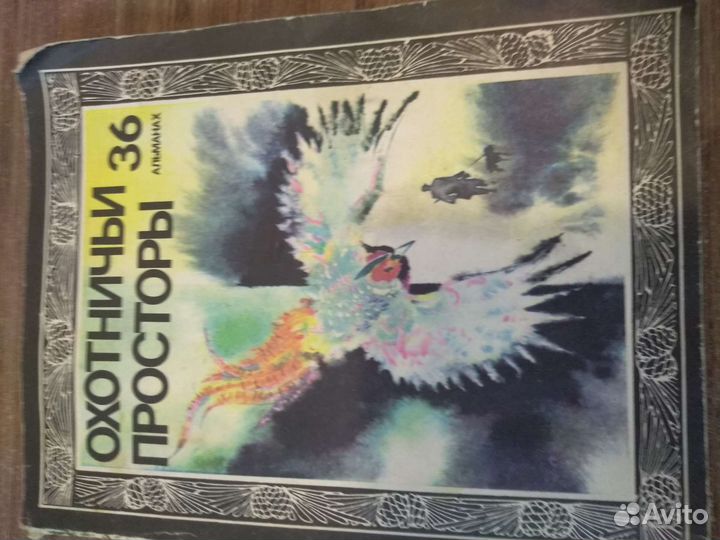 ОХОТНИЧЬИ
ПРОСТОРЫ
36
АЛЬМАНАХ
Avito